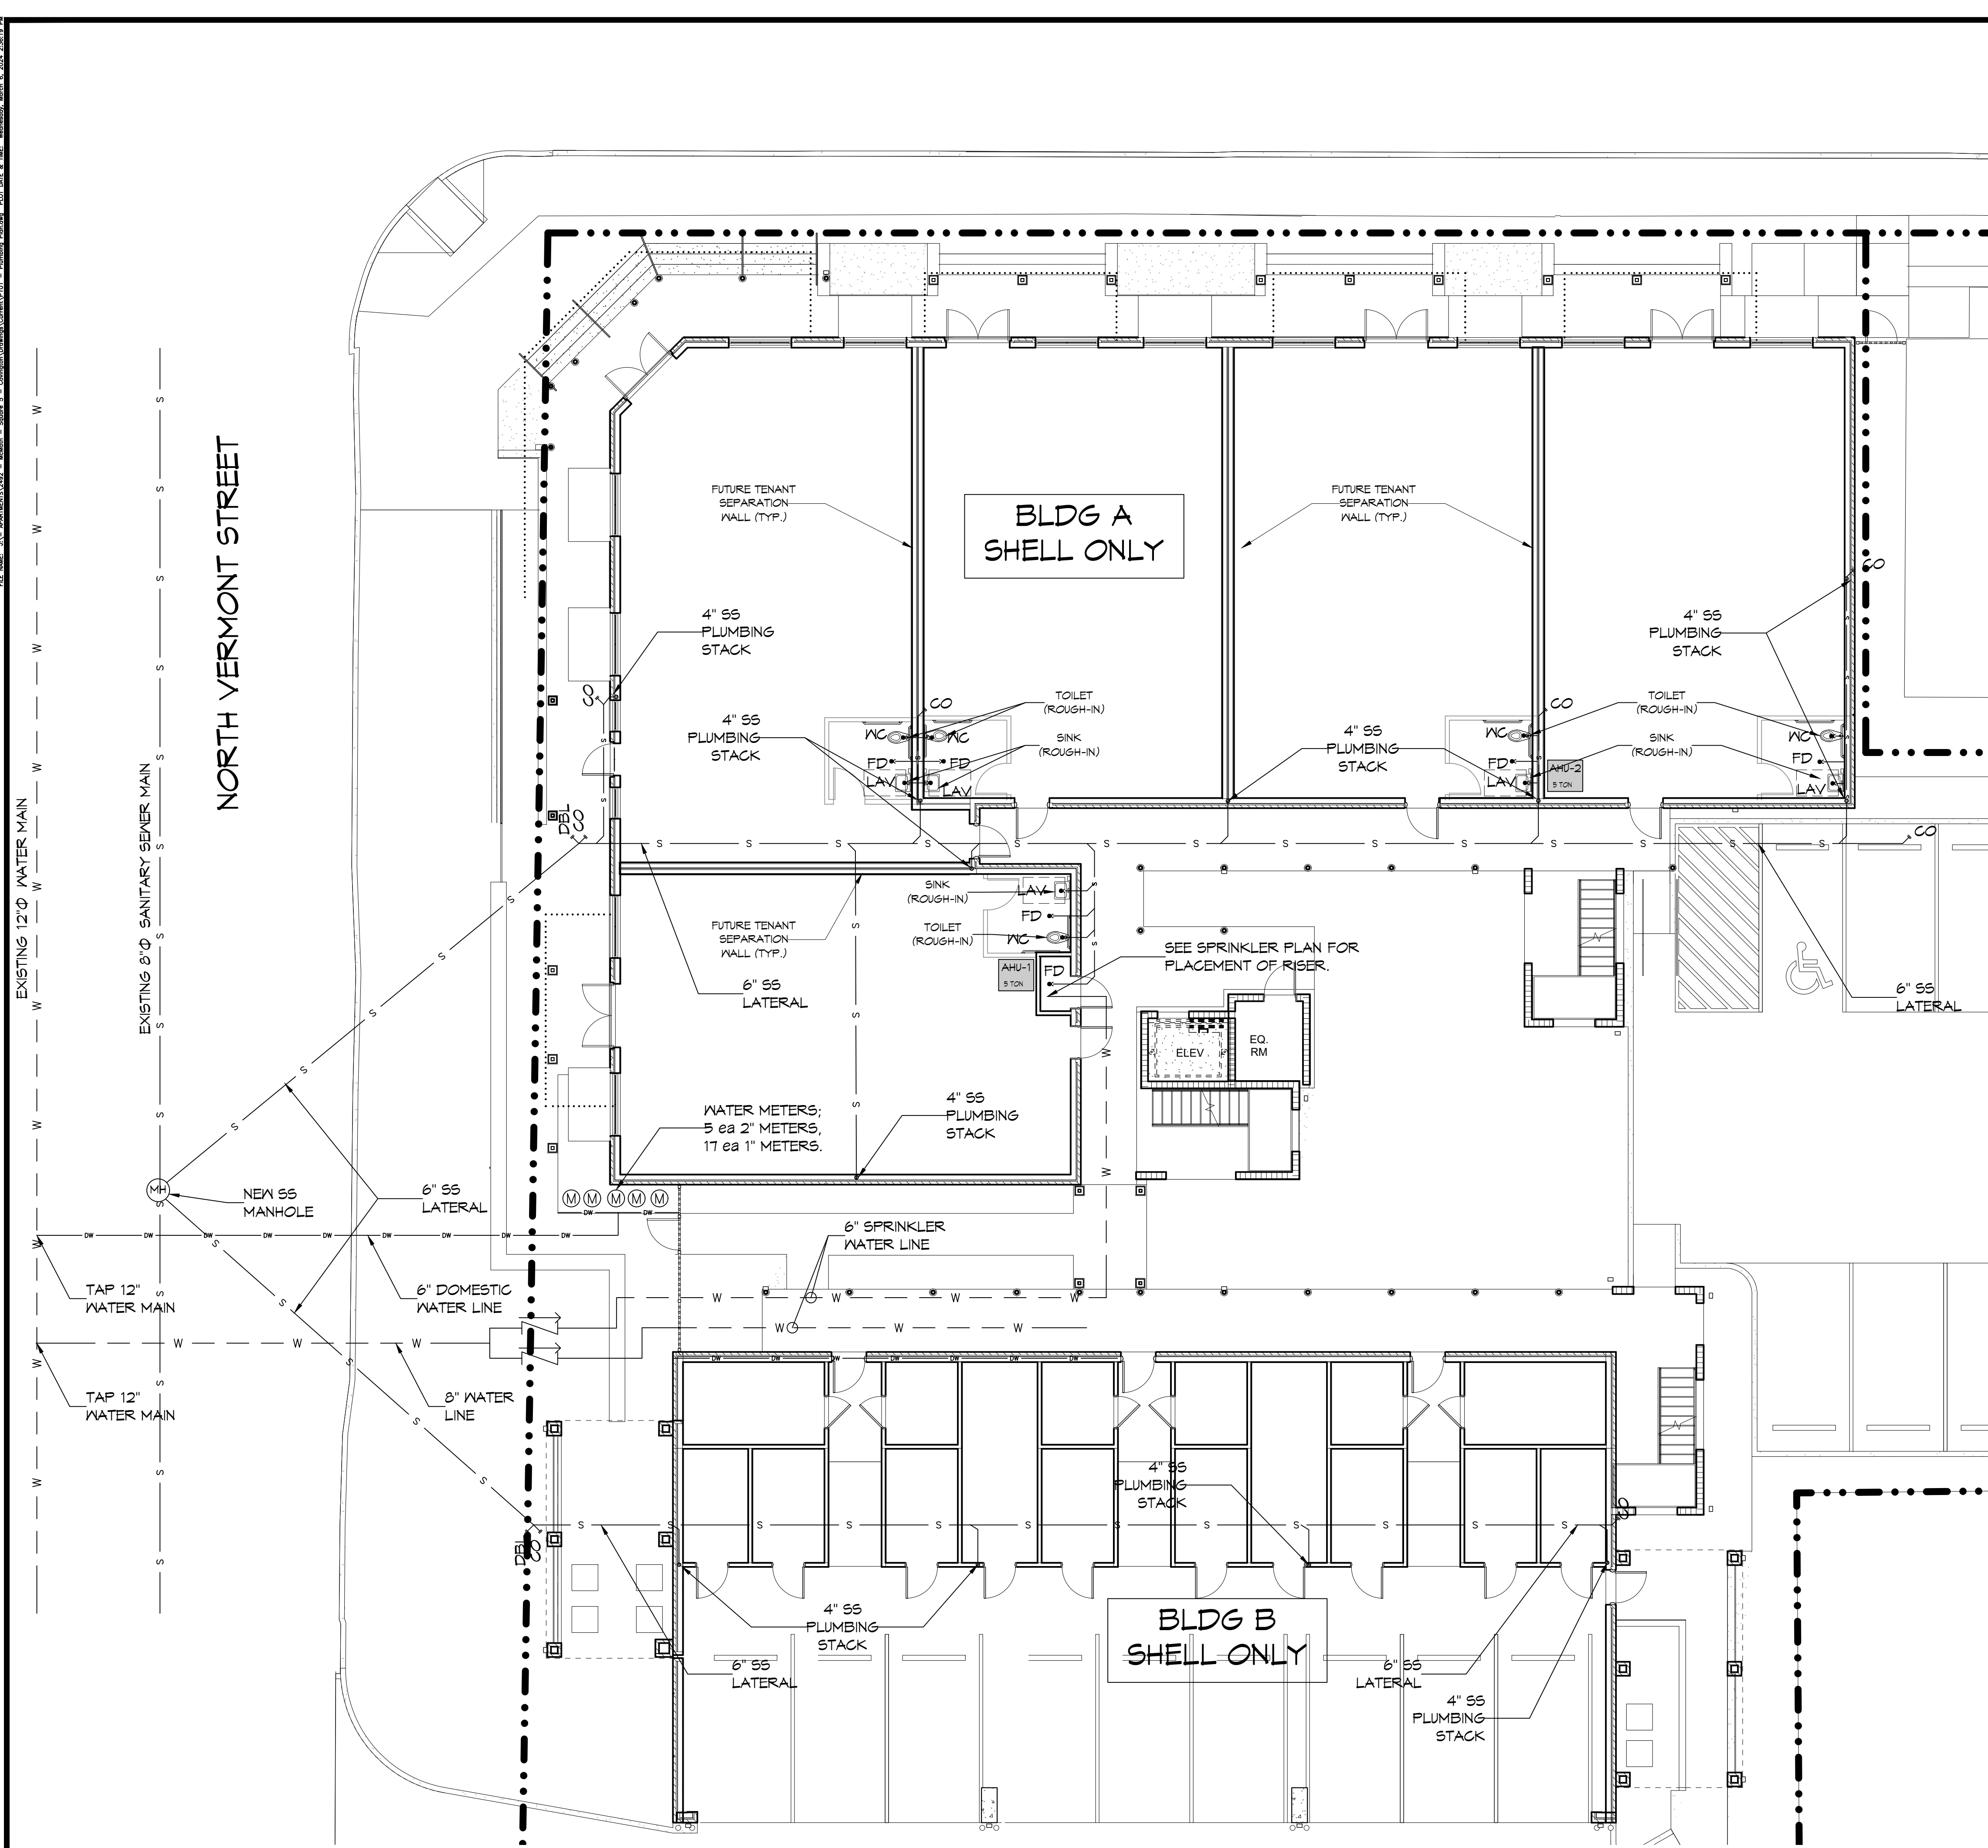 NORTH VERMONT STREET
EXISTING 12"Φ WATER MAIN
EXISTING 8"Φ SANITARY SEWER MAIN
FUTURE TENANT
SEPARATION
WALL (TYP.)
BLDG A
SHELL ONLY
FUTURE TENANT
SEPARATION
WALL (TYP.)
CO
4" SS
PLUMBING
STACK
4" SS
PLUMBING
STACK
CO
CO
TOILET
(ROUGH-IN)
CO
TOILET
(ROUGH-IN)
4" SS
PLUMBING
STACK
WC
WC
SINK
(ROUGH-IN)
4" SS
PLUMBING
STACK
WC
SINK
(ROUGH-IN)
WC
FD
FD
FD
FD
LAV
LAV
LAV
AHU-2
5 TON
LAV
DBL
CO
CO
SINK
(ROUGH-IN)
LAV
FD
TOILET
(ROUGH-IN)
WC
FUTURE TENANT
SEPARATION
WALL (TYP.)
SEE SPRINKLER PLAN FOR
PLACEMENT OF RISER.
AHU-1
5 TON
FD
6" SS
LATERAL
6" SS
LATERAL
ELEV
EQ.
RM
WATER METERS;
5 ea 2" METERS,
17 ea 1" METERS.
4" SS
PLUMBING
STACK
MH
NEW SS
MANHOLE
6" SS
LATERAL
M M M M M
6" SPRINKLER
WATER LINE
TAP 12"
WATER MAIN
6" DOMESTIC
WATER LINE
TAP 12"
WATER MAIN
8" WATER
LINE
4" SS
PLUMBING
STACK
DBL
CO
CO
4" SS
PLUMBING
STACK
BLDG B
SHELL ONLY
6" SS
LATERAL
6" SS
LATERAL
4" SS
PLUMBING
STACK